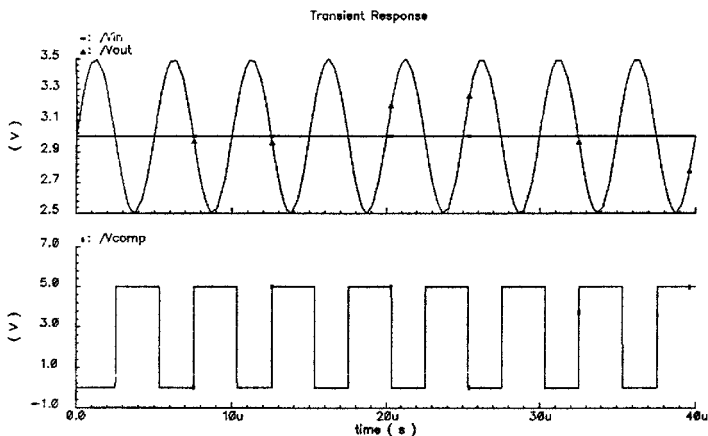 Transient Response
-: /Vin
▲: /Vout
3.5
3.3
3.1
2.9
2.7
2.5
(V)
▪: /Vcomp
7.0
5.0
3.0
1.0
-1.0
(V)
0.0 10u 20u 30u 40u
time (s)